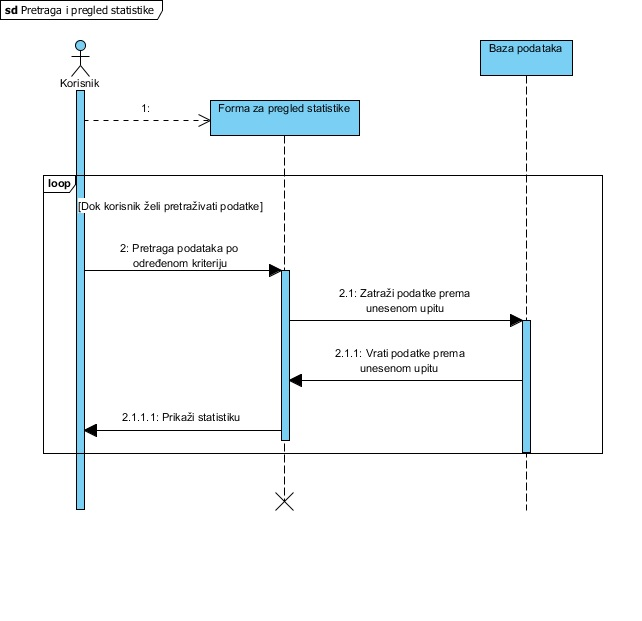 sd Pretraga i pregled statistike
Baza podataka
Korisnik
1:
Forma za pregled statistike
loop
[Dok korisnik želi pretraživati podatke]
2: Pretraga podataka po
određenom kriteriju
2.1: Zatraži podatke prema
unesenom upitu
2.1.1: Vrati podatke prema
unesenom upitu
2.1.1.1: Prikaži statistiku